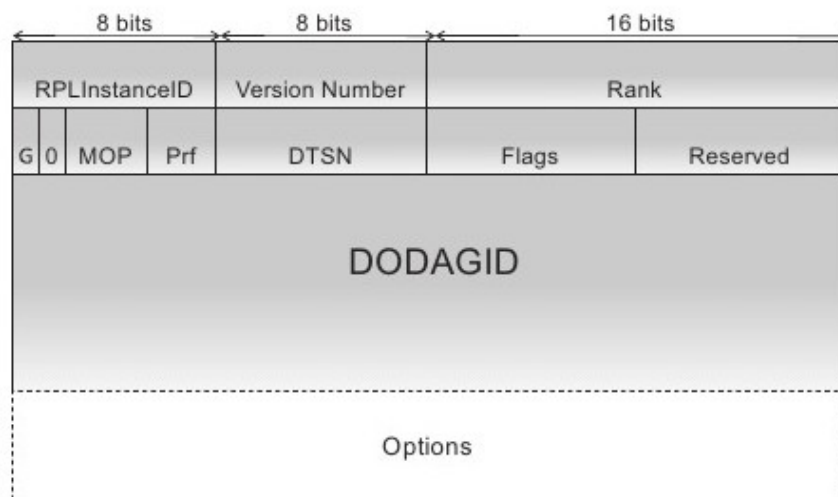 8 bits 8 bits 16 bits
RPLInstanceID Version Number Rank
G 0 MOP Prf DTSN Flags Reserved
DODAGID
Options